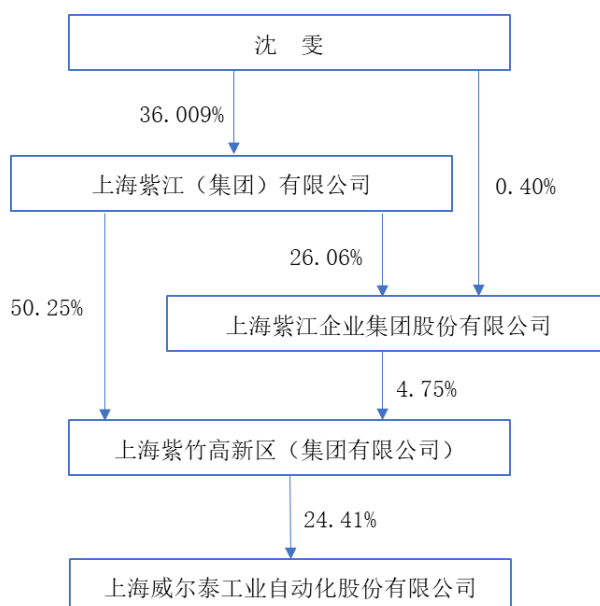 沈 雯
36.009%
上海紫江（集团）有限公司
0.40%
26.06%
50.25%
上海紫江企业集团股份有限公司
4.75%
上海紫竹高新区（集团有限公司）
24.41%
上海威尔泰工业自动化股份有限公司